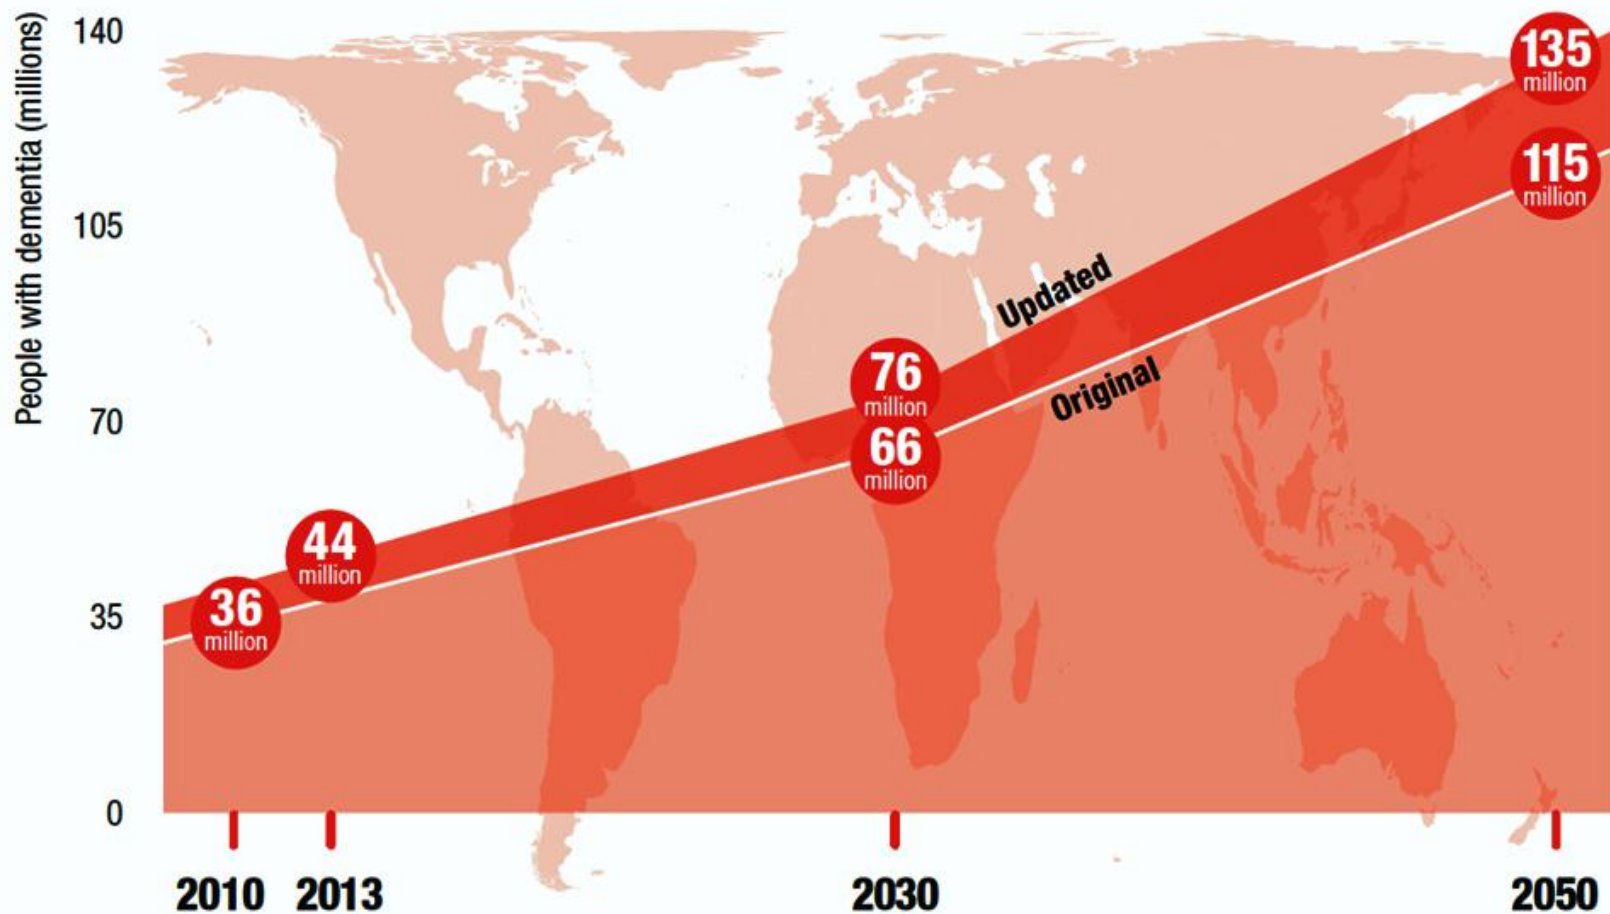 People with dementia (millions)
140
105
70
35
0
135
million
115
million
Updated
Original
76
million
66
million
44
million
36
million
2010 2013 2030 2050